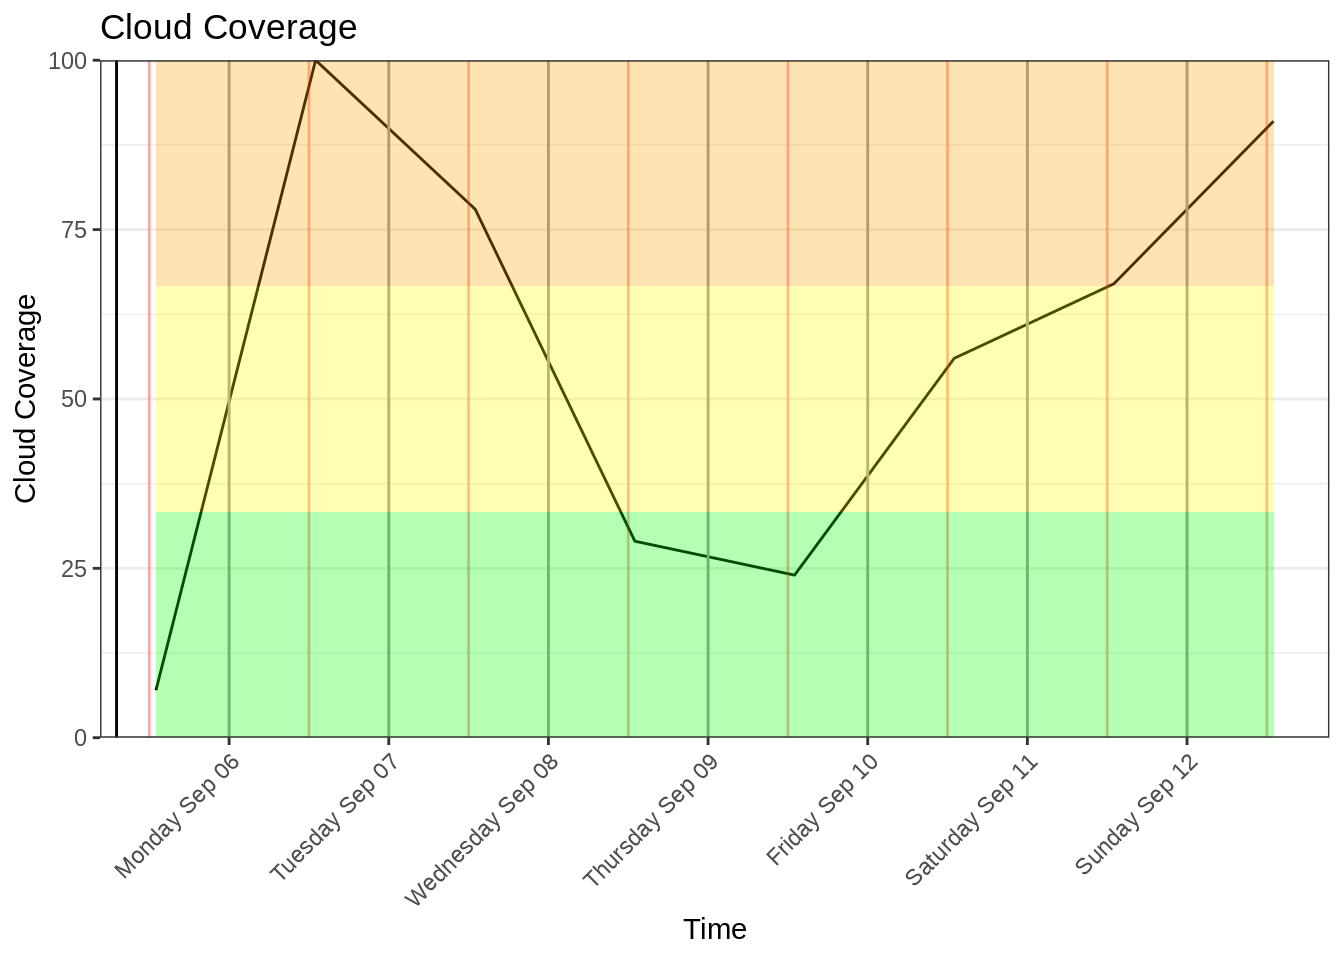 Cloud Coverage
100
75
50
25
0
Cloud Coverage
Monday Sep 06
Tuesday Sep 07
Wednesday Sep 08
Thursday Sep 09
Friday Sep 10
Saturday Sep 11
Sunday Sep 12
Time